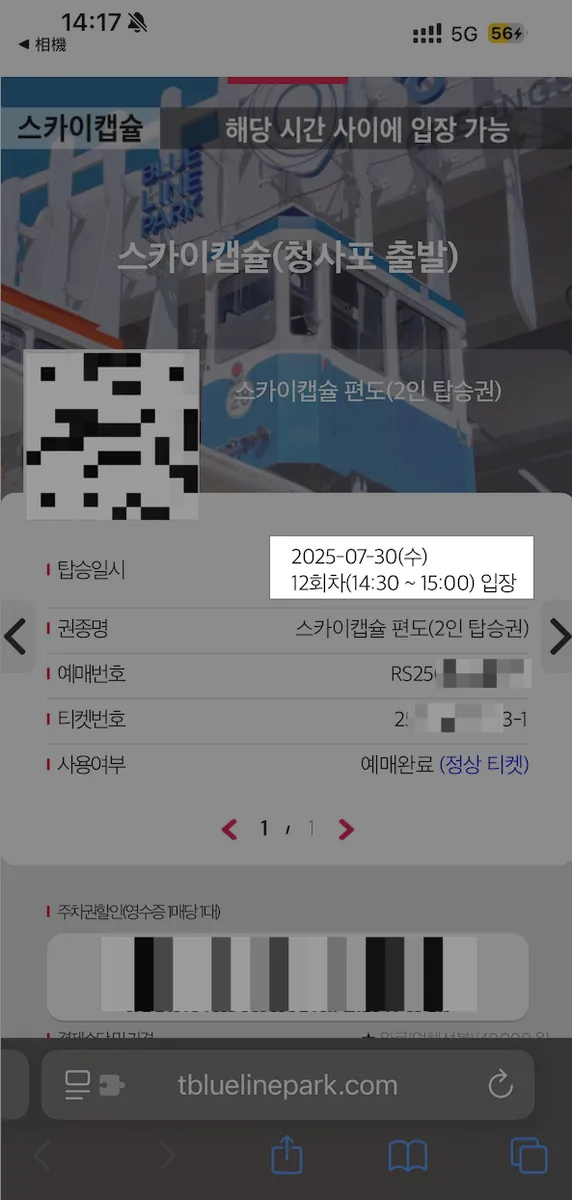 14:17
◀ 相機
5G
56
스카이캡슐
해당 시간 사이에 입장 가능
BLUE
LINE
PARK
스카이캡슐(청사포 출발)
스카이캡슐 편도(2인 탑승권)
탑승일시
2025-07-30(수)
12회차(14:30 ~ 15:00) 입장
권종명
스카이캡슐 편도(2인 탑승권)
예매번호
RS25
티켓번호
3-1
사용여부
예매완료 (정상 티켓)
1 / 1
주차권할인(영수증 1매당 1대)
tbluelinepark.com